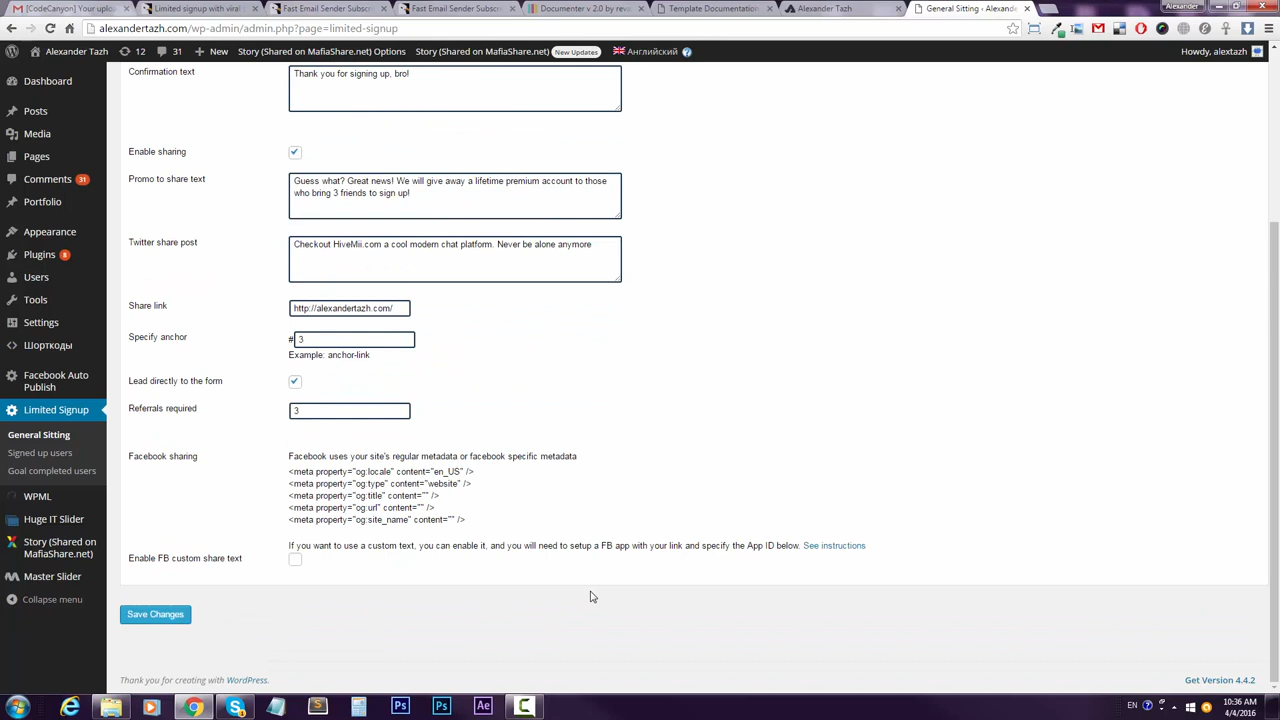 [CodeCanyon] Your uploa
Limited signup with viral
Fast Email Sender Subscr
Fast Email Sender Subscr
Documenter v 2.0 by reva
Template Documentation
Alexander Tazh
General Sitting ‹ Alexand
Alexander
alexandertazh.com/wp-admin/admin.php?page=limited-signup
Alexander Tazh 12 31 New Story (Shared on MafiaShare.net) Options Story (Shared on MafiaShare.net) New Updates Английский Howdy, alextazh
Dashboard
Posts
Media
Pages
Comments 31
Portfolio
Appearance
Plugins 8
Users
Tools
Settings
Шорткоды
Facebook Auto
Publish
Limited Signup
General Sitting
Signed up users
Goal completed users
WPML
Huge IT Slider
Story (Shared on
MafiaShare.net)
Master Slider
Collapse menu
Confirmation text
Thank you for signing up, bro!
Enable sharing
Promo to share text
Guess what? Great news! We will give away a lifetime premium account to those
who bring 3 friends to sign up!
Twitter share post
Checkout HiveMii.com a cool modern chat platform. Never be alone anymore
Share link
http://alexandertazh.com/
Specify anchor
# 3
Example: anchor-link
Lead directly to the form
Referrals required
3
Facebook sharing
Facebook uses your site's regular metadata or facebook specific metadata
<meta property="og:locale" content="en_US" />
<meta property="og:type" content="website" />
<meta property="og:title" content="" />
<meta property="og:url" content="" />
<meta property="og:site_name" content="" />
If you want to use a custom text, you can enable it, and you will need to setup a FB app with your link and specify the App ID below. See instructions
Enable FB custom share text
Save Changes
Thank you for creating with WordPress.
Get Version 4.4.2
Ps
Ps
Ae
EN
10:36 AM
4/4/2016